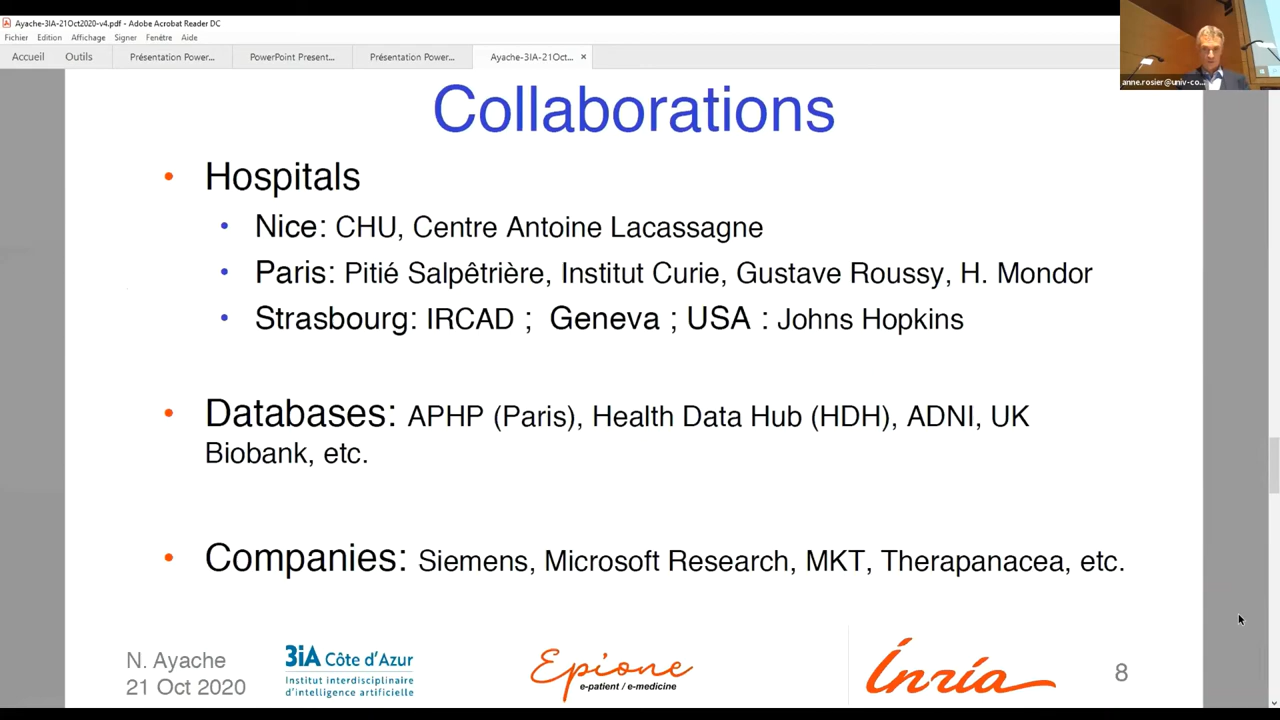 Ayache-3IA-21Oct2020-v4.pdf - Adobe Acrobat Reader DC
Fichier Edition Affichage Signer Fenêtre Aide
Accueil Outils Présentation Power... PowerPoint Present... Présentation Power... Ayache-3IA-21Oct... ×
anne.rosier@univ-co...
Collaborations
• Hospitals
• Nice: CHU, Centre Antoine Lacassagne
• Paris: Pitié Salpêtrière, Institut Curie, Gustave Roussy, H. Mondor
• Strasbourg: IRCAD ; Geneva ; USA : Johns Hopkins
• Databases: APHP (Paris), Health Data Hub (HDH), ADNI, UK
Biobank, etc.
• Companies: Siemens, Microsoft Research, MKT, Therapanacea, etc.
N. Ayache
21 Oct 2020
3iA Côte d'Azur
Institut interdisciplinaire
d'intelligence artificielle
Epione
e-patient / e-medicine
Inria
8